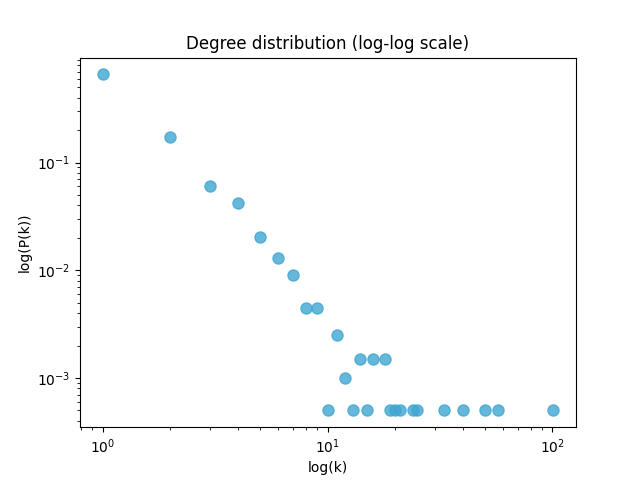 Degree distribution (log-log scale)
log(P(k))
10⁻¹
10⁻²
10⁻³
10⁰ 10¹ 10²
log(k)